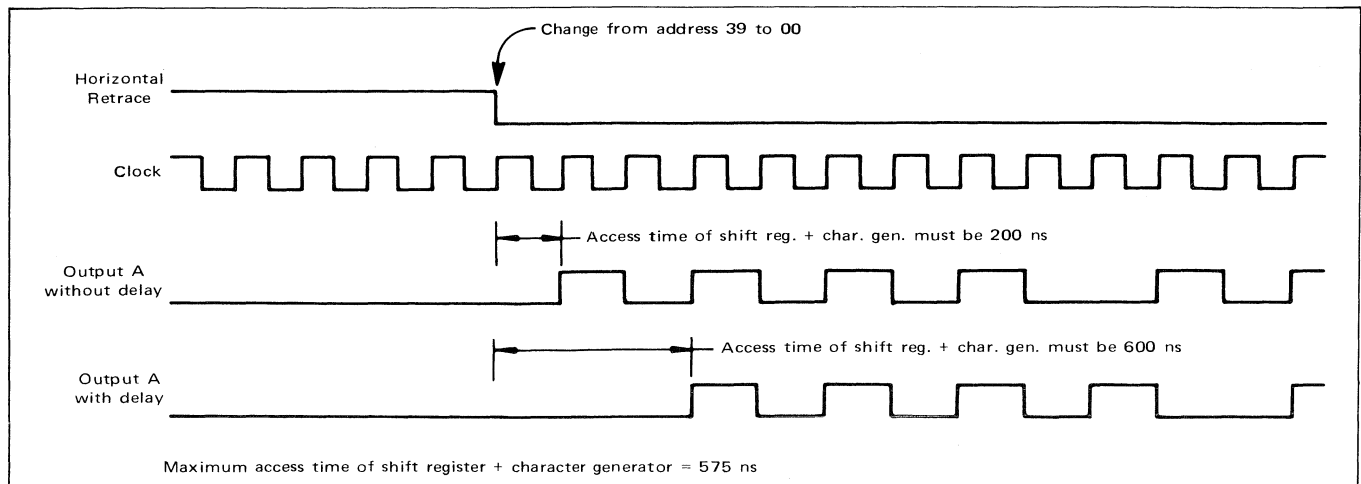 Change from address 39 to 00
Horizontal
Retrace
Clock
Access time of shift reg. + char. gen. must be 200 ns
Output A
without delay
Access time of shift reg. + char. gen. must be 600 ns
Output A
with delay
Maximum access time of shift register + character generator = 575 ns